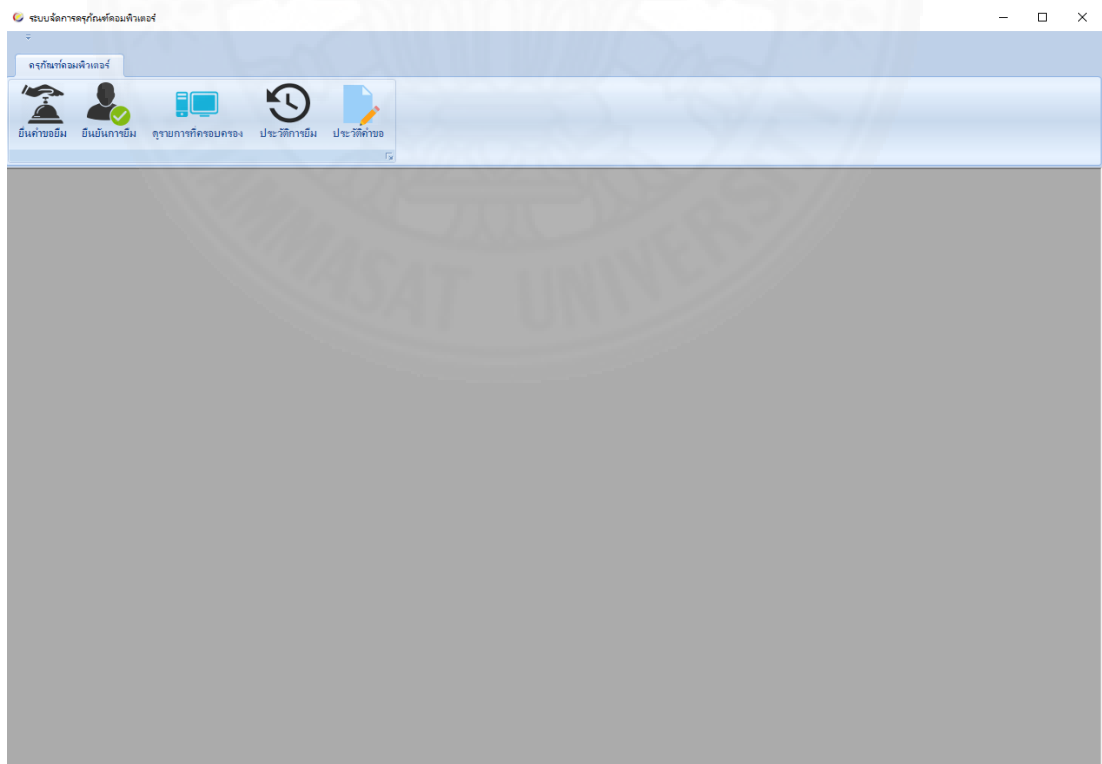 ระบบจัดการครุภัณฑ์คอมพิวเตอร์
ครุภัณฑ์คอมพิวเตอร์
ยื่นคำขอยืม ยืนยันการยืม ดูรายการที่ครอบครอง ประวัติการยืม ประวัติคำขอ
MMASAT UNIVERSI